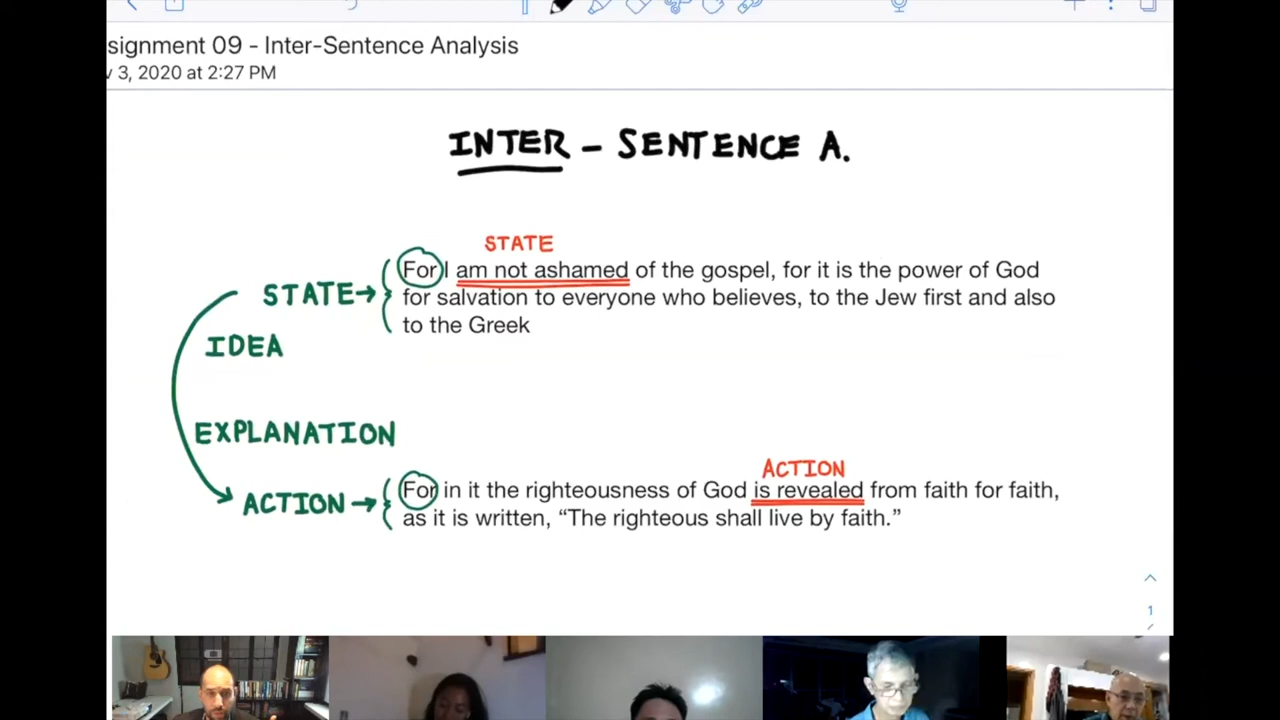 signment 09 - Inter-Sentence Analysis
3, 2020 at 2:27 PM
INTER - SENTENCE A.
STATE
For I am not ashamed of the gospel, for it is the power of God
STATE→ for salvation to everyone who believes, to the Jew first and also
to the Greek
IDEA
EXPLANATION
ACTION
For in it the righteousness of God is revealed from faith for faith,
ACTION → as it is written, “The righteous shall live by faith.”
1